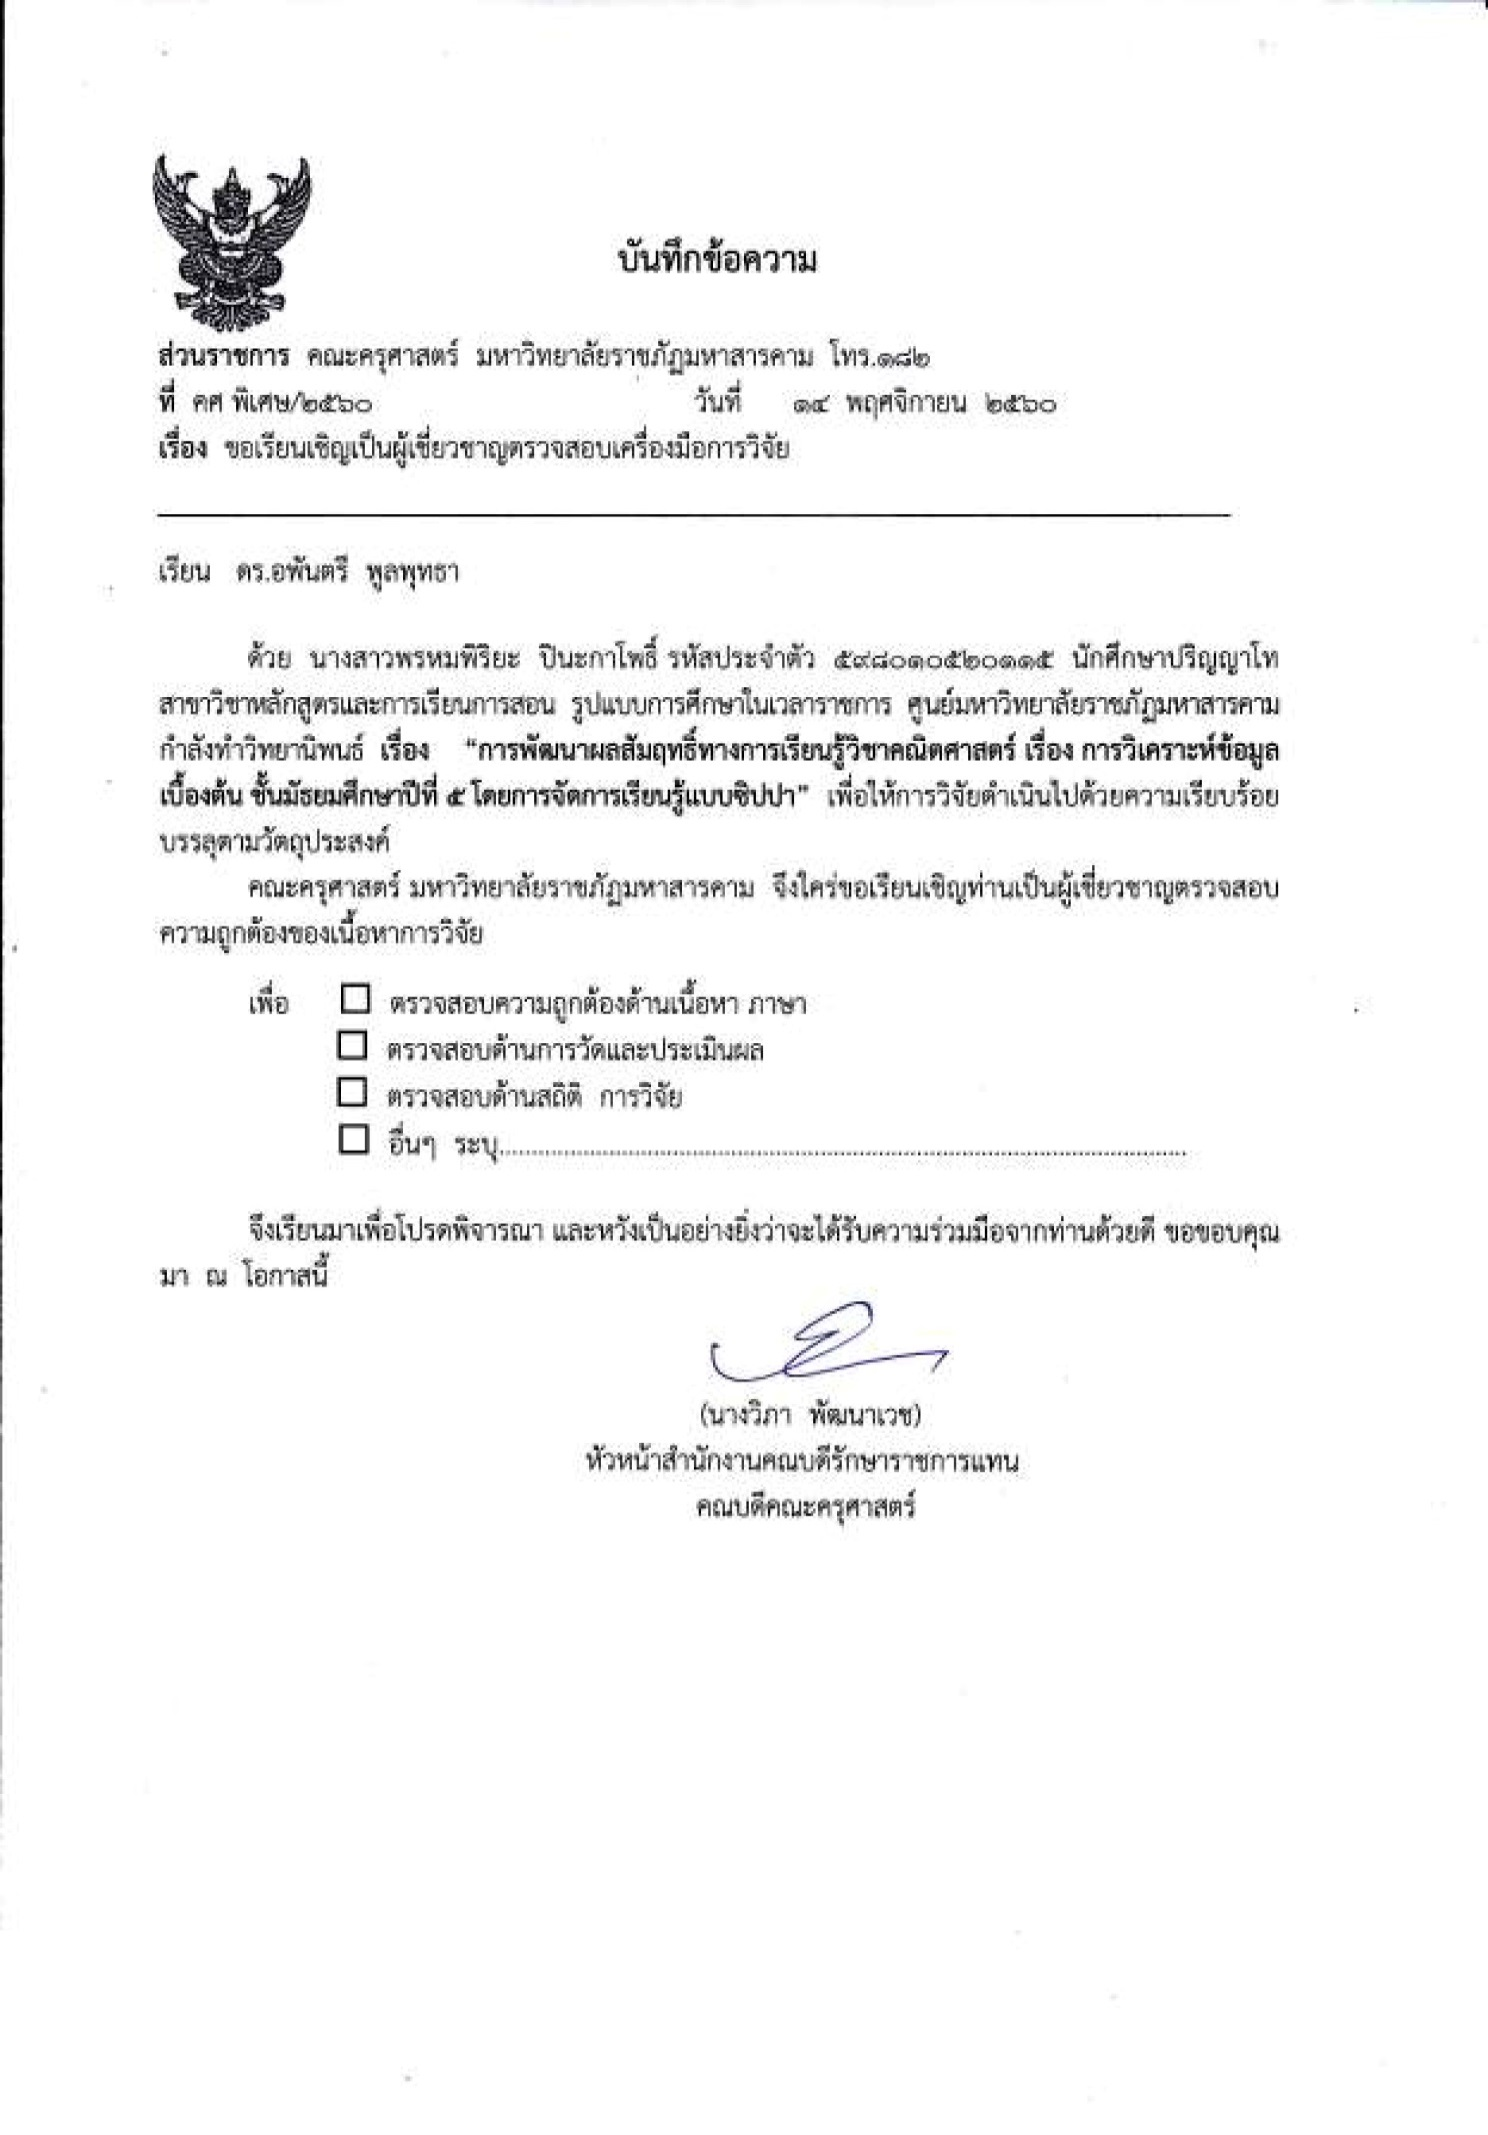 บันทึกข้อความ
ส่วนราชการ คณะครุศาสตร์ มหาวิทยาลัยราชภัฏมหาสารคาม โทร.๑๘๒
ที่ คศ พิเศษ/๒๕๖๐ วันที่ ๑๔ พฤศจิกายน ๒๕๖๐
เรื่อง ขอเรียนเชิญเป็นผู้เชี่ยวชาญตรวจสอบเครื่องมือการวิจัย
เรียน ดร.อพันตรี พูลพุทธา
ด้วย นางสาวพรหมพิริยะ ปินะกาโพธิ์ รหัสประจำตัว ๕๙๘๐๑๐๕๒๐๑๑๕ นักศึกษาปริญญาโท
สาขาวิชาหลักสูตรและการเรียนการสอน รูปแบบการศึกษาในเวลาราชการ ศูนย์มหาวิทยาลัยราชภัฏมหาสารคาม
กำลังทำวิทยานิพนธ์ เรื่อง “การพัฒนาผลสัมฤทธิ์ทางการเรียนรู้วิชาคณิตศาสตร์ เรื่อง การวิเคราะห์ข้อมูล
เบื้องต้น ชั้นมัธยมศึกษาปีที่ ๕ โดยการจัดการเรียนรู้แบบซิปปา” เพื่อให้การวิจัยดำเนินไปด้วยความเรียบร้อย
บรรลุตามวัตถุประสงค์
คณะครุศาสตร์ มหาวิทยาลัยราชภัฏมหาสารคาม จึงใคร่ขอเรียนเชิญท่านเป็นผู้เชี่ยวชาญตรวจสอบ
ความถูกต้องของเนื้อหาการวิจัย
เพื่อ ☐ ตรวจสอบความถูกต้องด้านเนื้อหา ภาษา
☐ ตรวจสอบด้านการวัดและประเมินผล
☐ ตรวจสอบด้านสถิติ การวิจัย
☐ อื่นๆ ระบุ..........................................................................................
จึงเรียนมาเพื่อโปรดพิจารณา และหวังเป็นอย่างยิ่งว่าจะได้รับความร่วมมือจากท่านด้วยดี ขอขอบคุณ
มา ณ โอกาสนี้
(นางวิภา พัฒนาเวช)
หัวหน้าสำนักงานคณบดีรักษาราชการแทน
คณบดีคณะครุศาสตร์